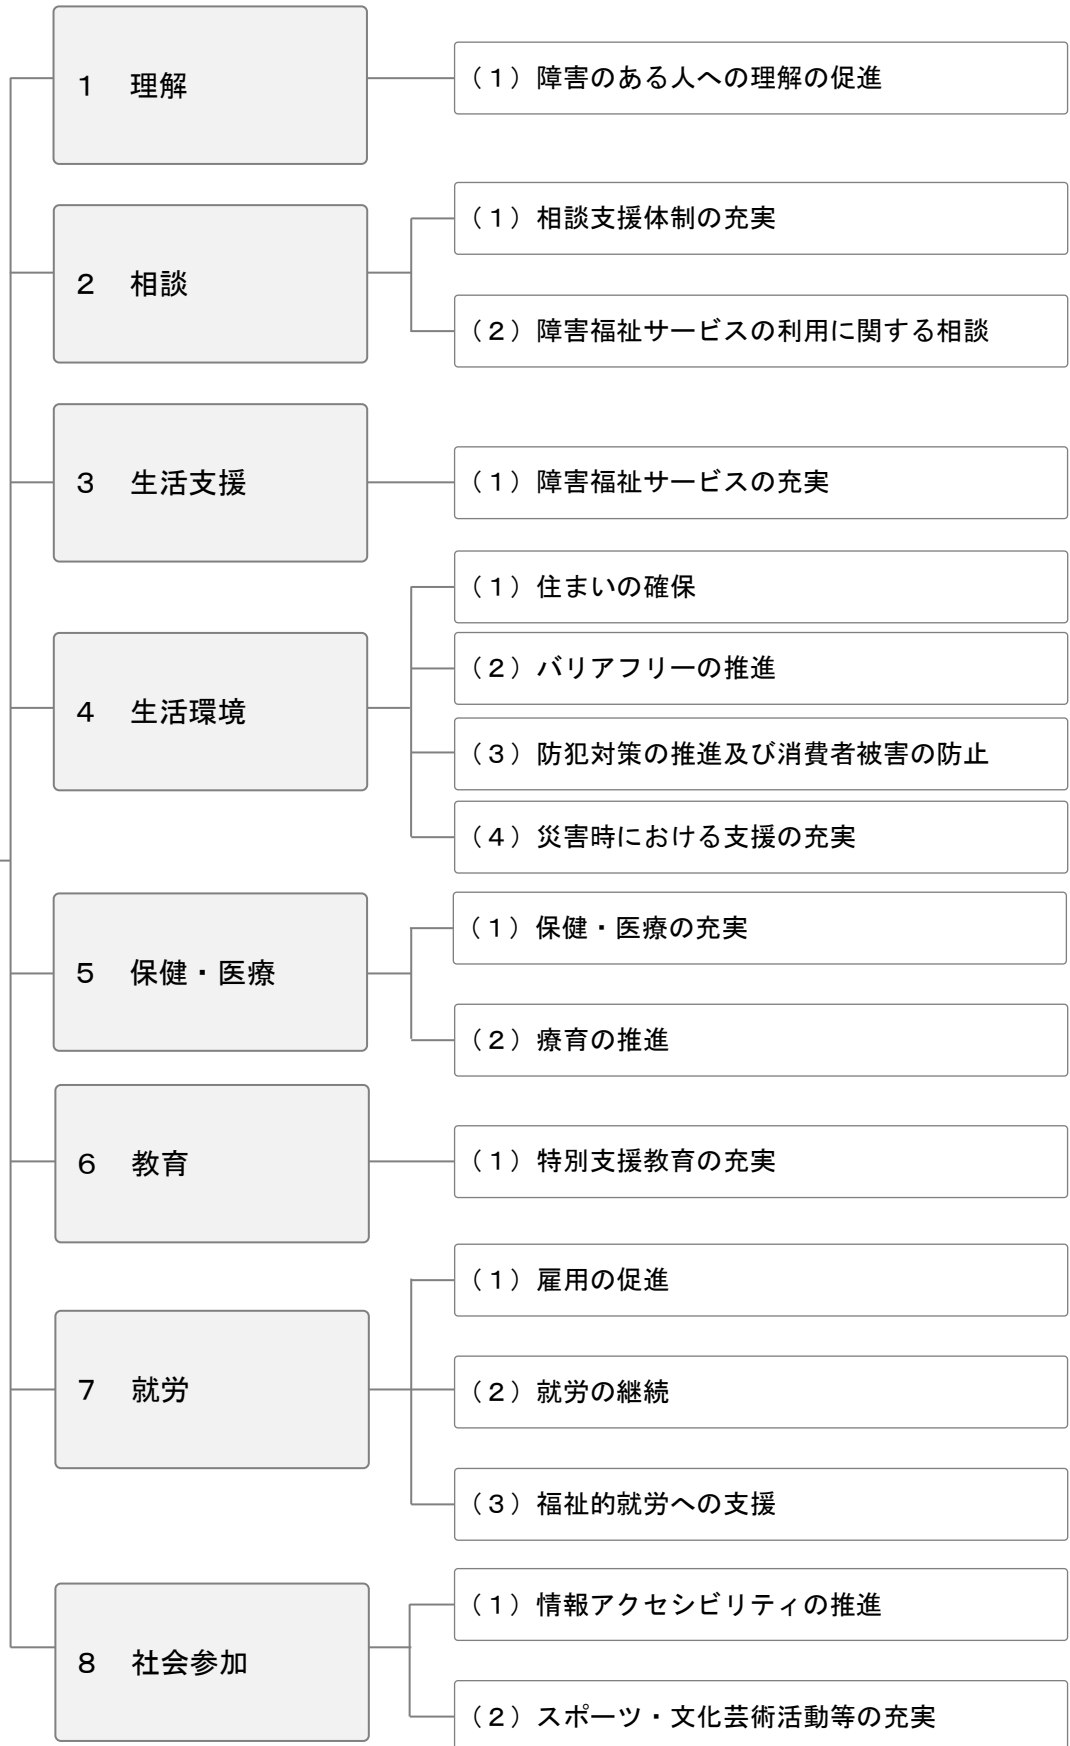 １　理解
（１）障害のある人への理解の促進
２　相談
（１）相談支援体制の充実
（２）障害福祉サービスの利用に関する相談
３　生活支援
（１）障害福祉サービスの充実
４　生活環境
（１）住まいの確保
（２）バリアフリーの推進
（３）防犯対策の推進及び消費者被害の防止
（４）災害時における支援の充実
５　保健・医療
（１）保健・医療の充実
（２）療育の推進
６　教育
（１）特別支援教育の充実
７　就労
（１）雇用の促進
（２）就労の継続
（３）福祉的就労への支援
８　社会参加
（１）情報アクセシビリティの推進
（２）スポーツ・文化芸術活動等の充実